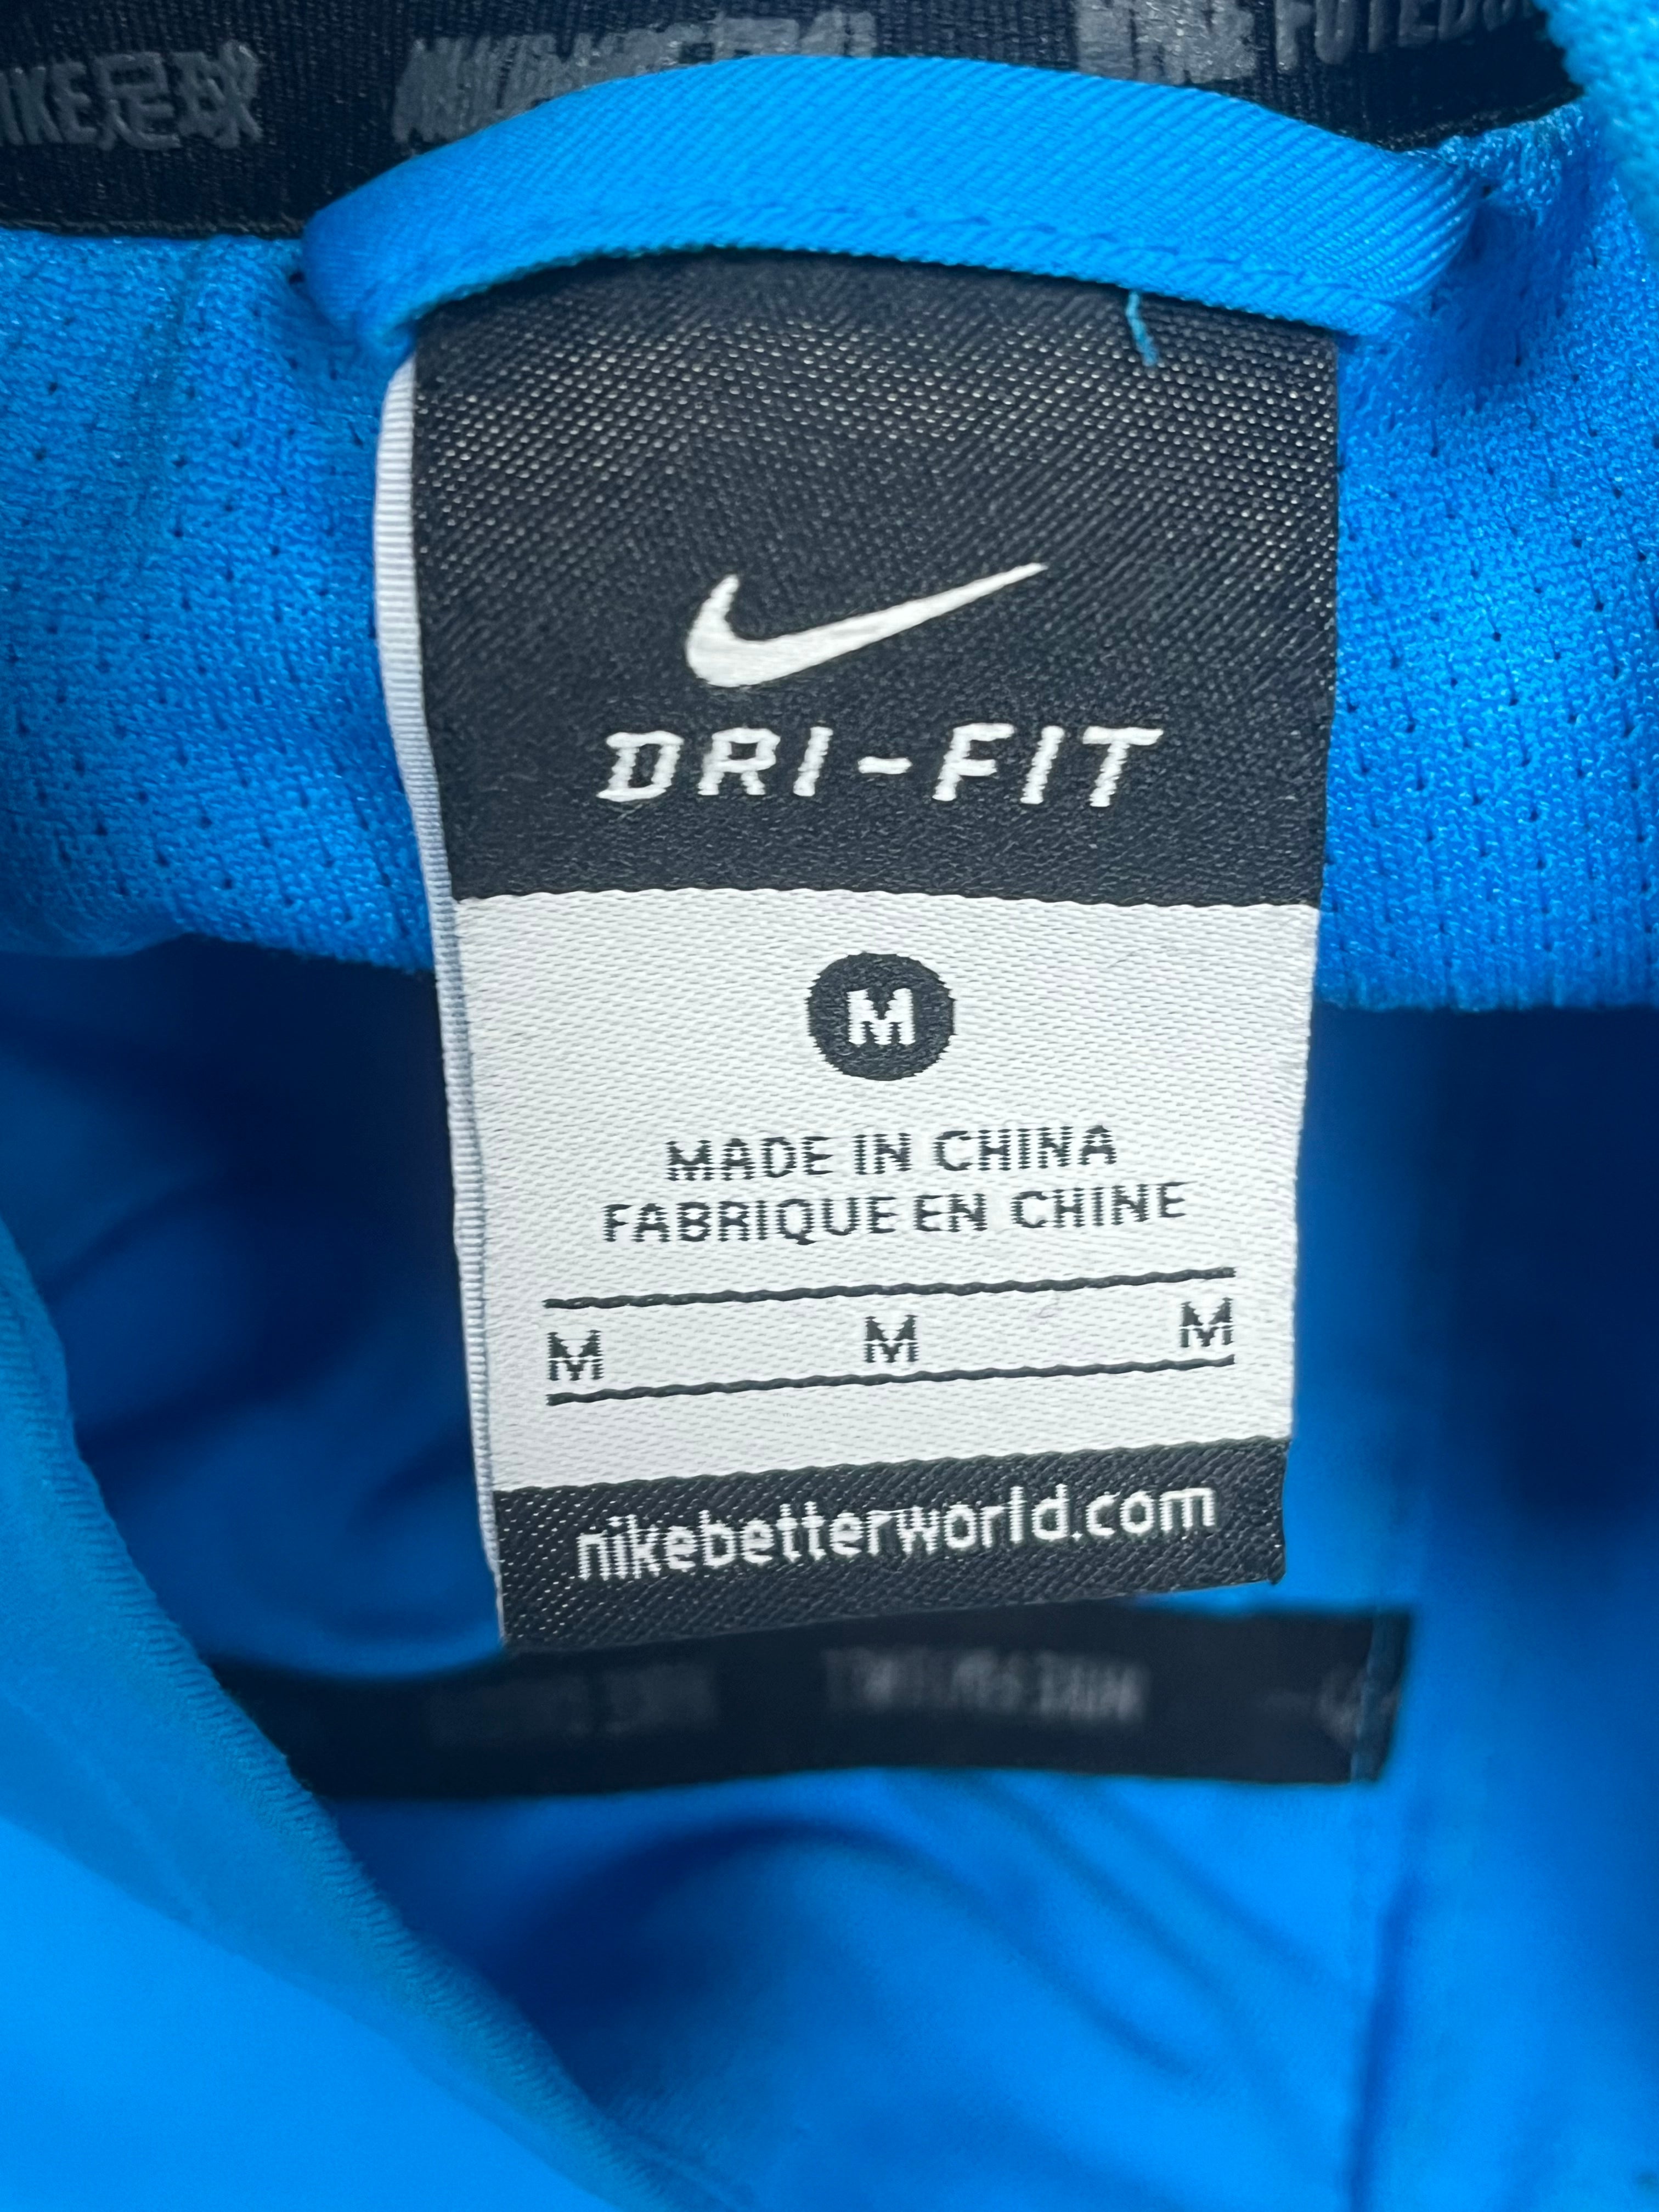 NIKE足球
DRI-FIT
M
MADE IN CHINA
FABRIQUE EN CHINE
M M M
nikebetterworld.com